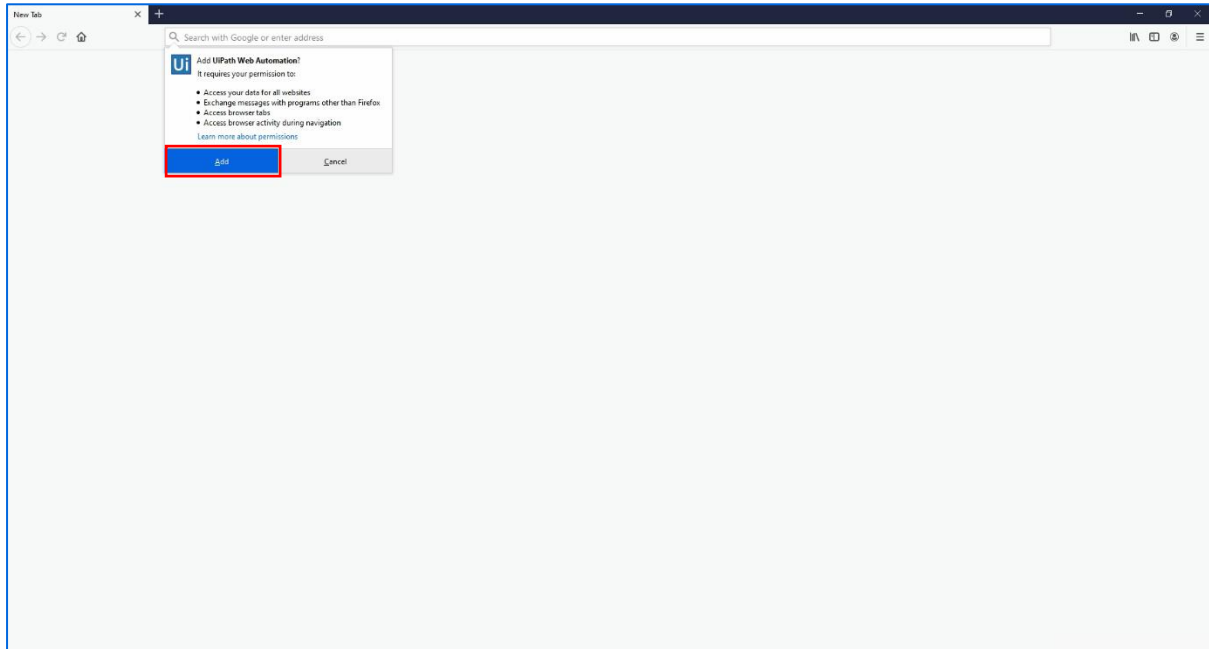 New Tab
Search with Google or enter address
Ui
Add UiPath Web Automation?
It requires your permission to:
Access your data for all websites
Exchange messages with programs other than Firefox
Access browser tabs
Access browser activity during navigation
Learn more about permissions
Add Cancel